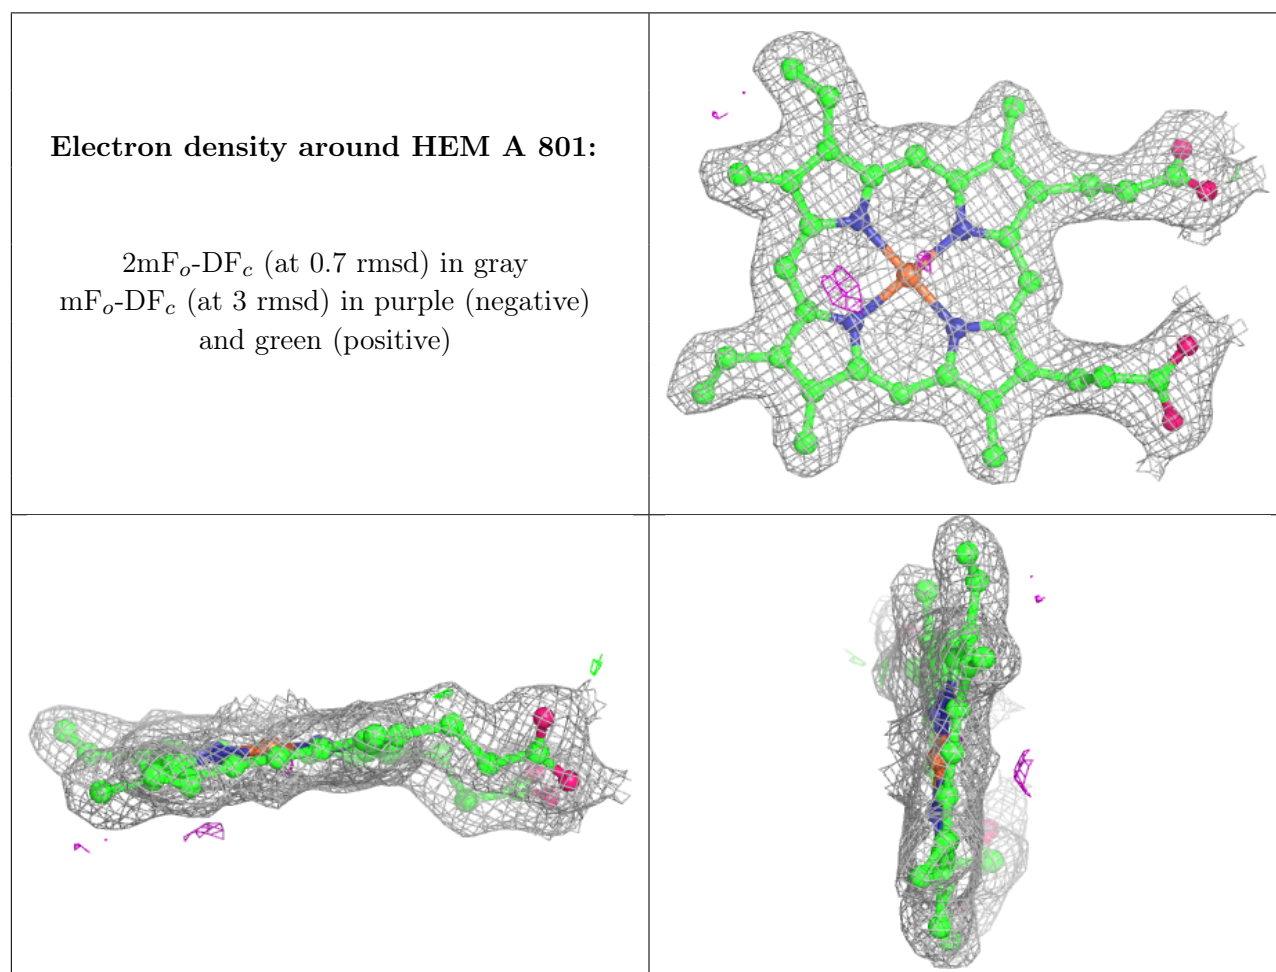 Electron density around HEM A 801:
2mFo-DFc (at 0.7 rmsd) in gray
mFo-DFc (at 3 rmsd) in purple (negative)
and green (positive)